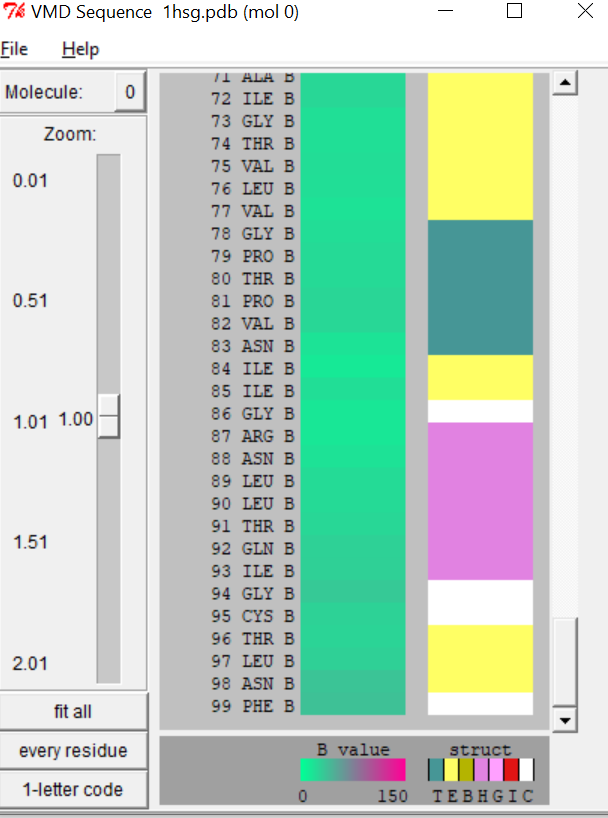 VMD Sequence 1hsg.pdb (mol 0)
File Help
Molecule: 0
Zoom:
0.01
0.51
1.01 1.00
1.51
2.01
fit all
every residue
1-letter code
71 ALA B
72 ILE B
73 GLY B
74 THR B
75 VAL B
76 LEU B
77 VAL B
78 GLY B
79 PRO B
80 THR B
81 PRO B
82 VAL B
83 ASN B
84 ILE B
85 ILE B
86 GLY B
87 ARG B
88 ASN B
89 LEU B
90 LEU B
91 THR B
92 GLN B
93 ILE B
94 GLY B
95 CYS B
96 THR B
97 LEU B
98 ASN B
99 PHE B
B value struct
0 150 T E B H G I C